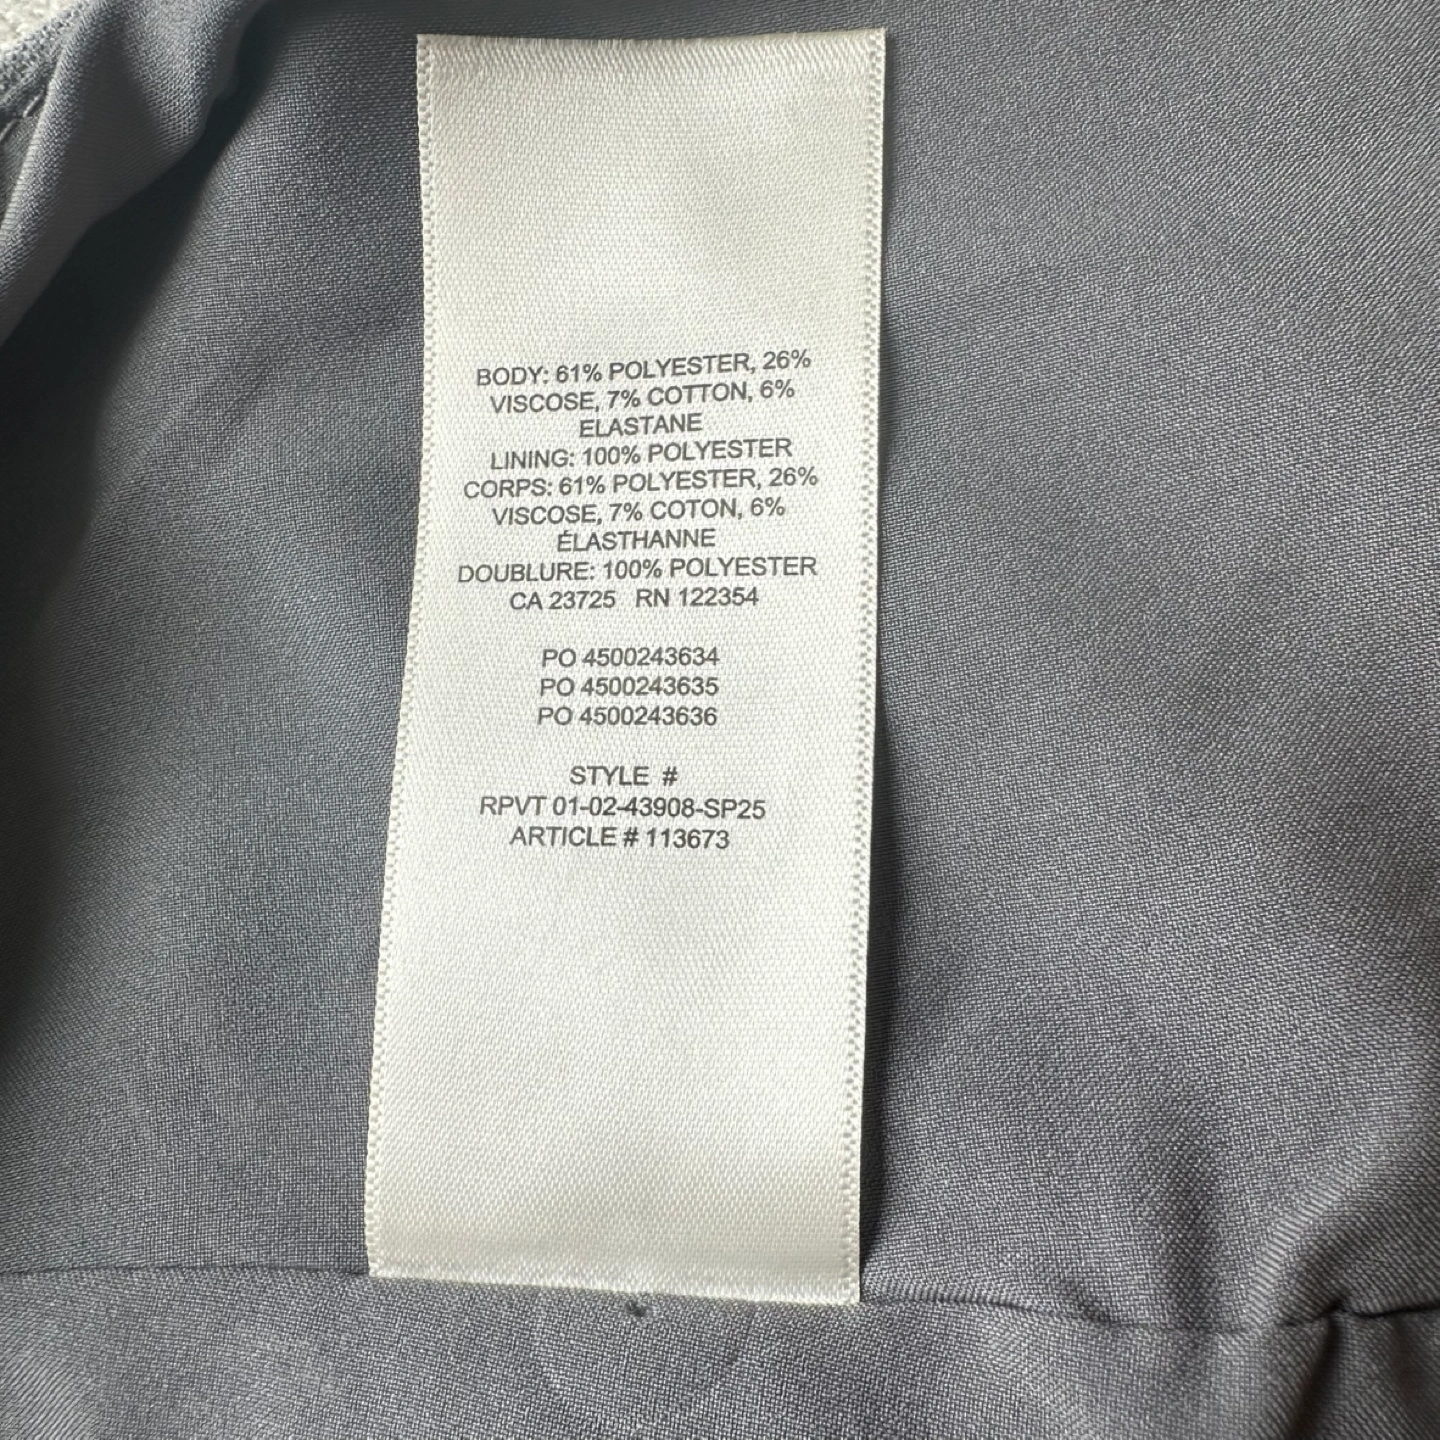 BODY: 61% POLYESTER, 26%
VISCOSE, 7% COTTON, 6%
ELASTANE
LINING: 100% POLYESTER
CORPS: 61% POLYESTER, 26%
VISCOSE, 7% COTON, 6%
ÉLASTHANNE
DOUBLURE: 100% POLYESTER
CA 23725 RN 122354
PO 4500243634
PO 4500243635
PO 4500243636
STYLE #
RPVT 01-02-43908-SP25
ARTICLE # 113673